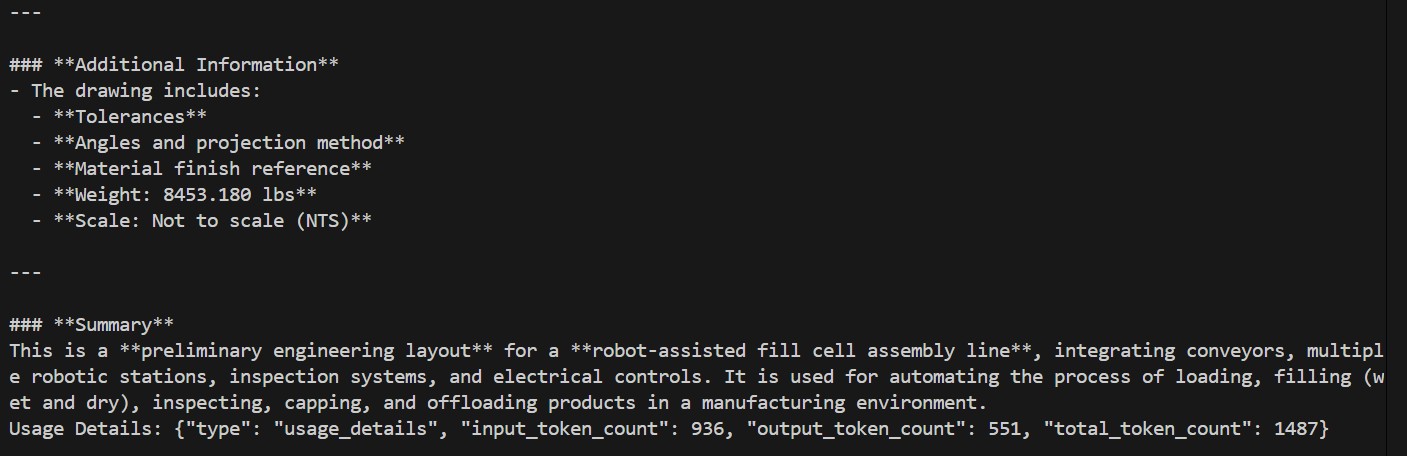 ---
### **Additional Information**
- The drawing includes:
  - **Tolerances**
  - **Angles and projection method**
  - **Material finish reference**
  - **Weight: 8453.180 lbs**
  - **Scale: Not to scale (NTS)**
---
### **Summary**
This is a **preliminary engineering layout** for a **robot-assisted fill cell assembly line**, integrating conveyors, multipl
e robotic stations, inspection systems, and electrical controls. It is used for automating the process of loading, filling (w
et and dry), inspecting, capping, and offloading products in a manufacturing environment.
Usage Details: {"type": "usage_details", "input_token_count": 936, "output_token_count": 551, "total_token_count": 1487}